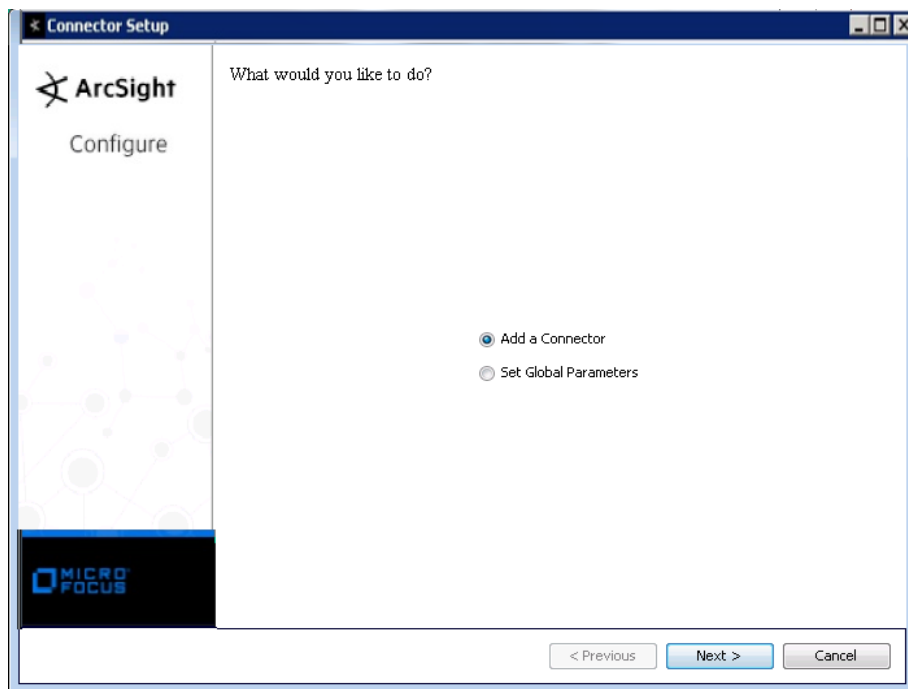 Connector Setup
ArcSight
Configure
What would you like to do?
Add a Connector
Set Global Parameters
MICRO
FOCUS
< Previous
Next >
Cancel